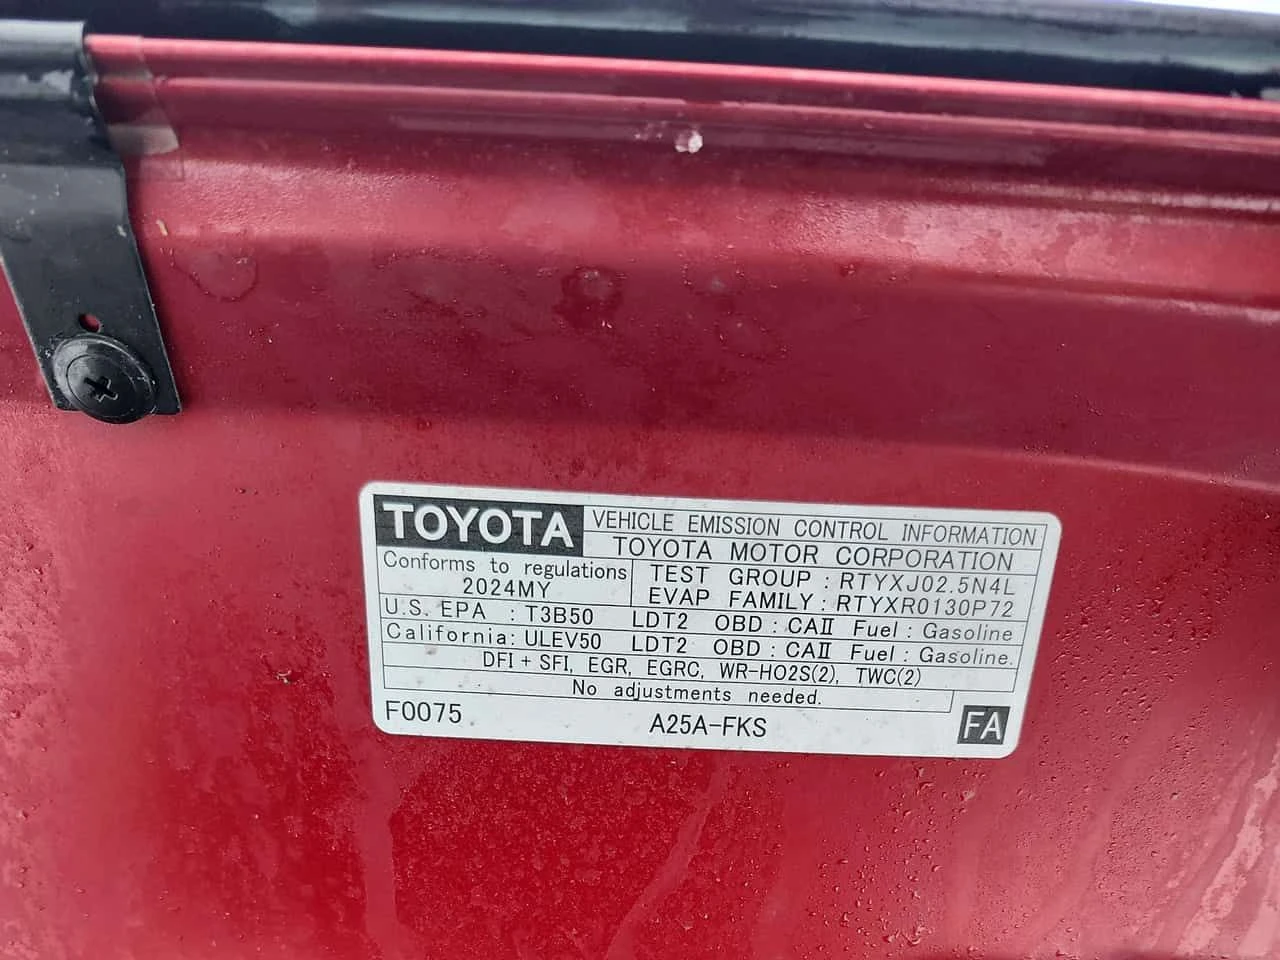 TOYOTA VEHICLE EMISSION CONTROL INFORMATION
TOYOTA MOTOR CORPORATION
Conforms to regulations
2024MY
TEST GROUP : RTYXJ02.5N4L
EVAP FAMILY : RTYXR0130P72
U.S. EPA : T3B50 LDT2 OBD : CAⅡ Fuel : Gasoline
California : ULEV50 LDT2 OBD : CAⅡ Fuel : Gasoline.
DFI + SFI, EGR, EGRC, WR-HO2S(2), TWC(2)
No adjustments needed.
F0075 A25A-FKS FA